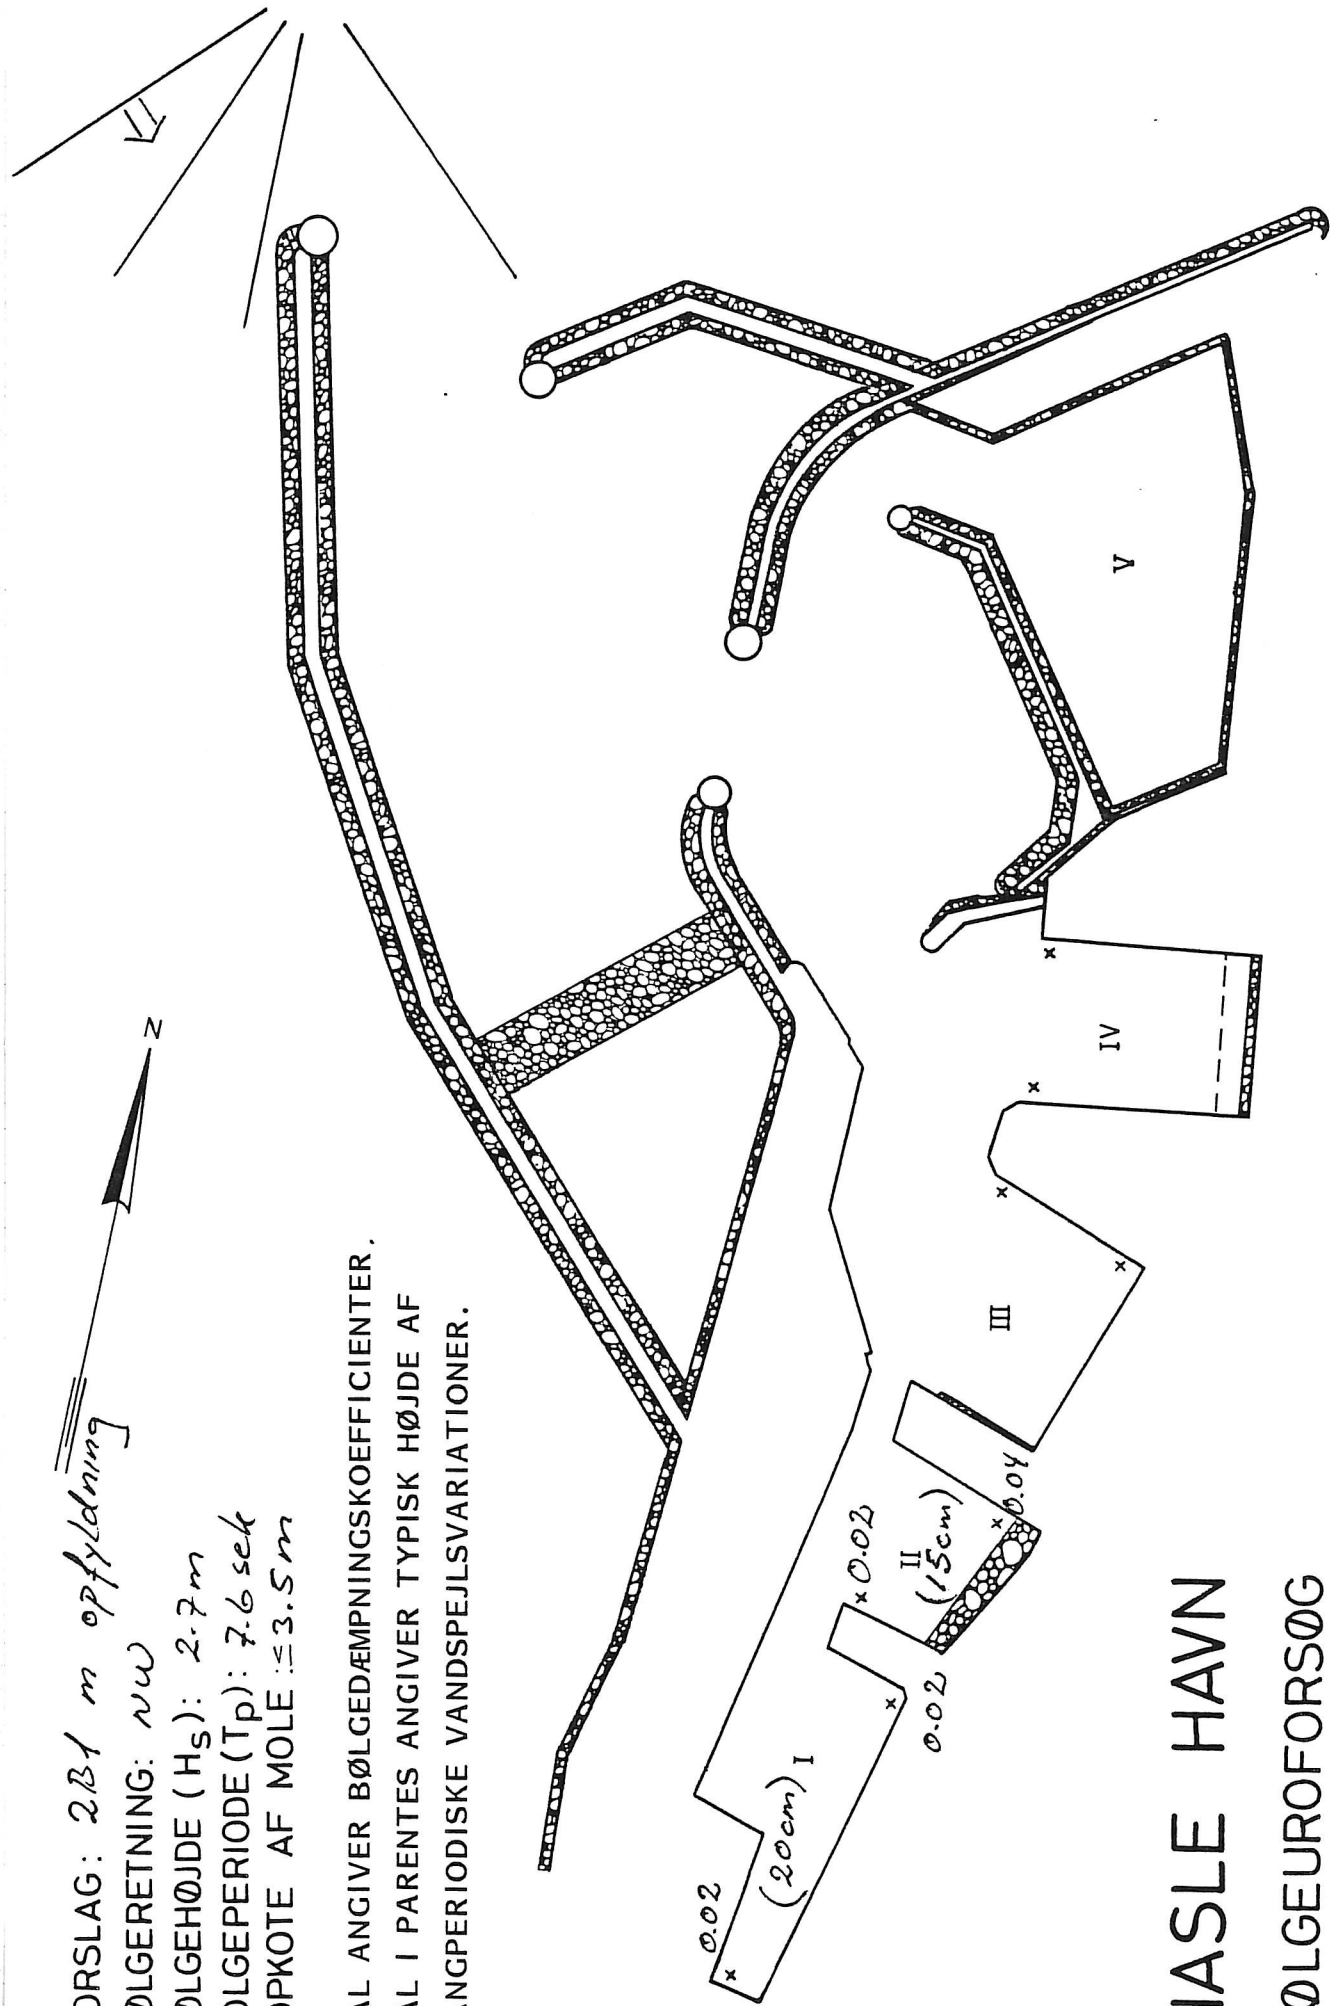 ORSLAG: 2B1 m opfyldning
ØLGERETNING: NW
ØLGEHØJDE (HS): 2.7m
ØLGEPERIODE (Tp): 7.6 sek
OPKOTE AF MOLE: ≤3.5m
AL ANGIVER BØLGEDÆMPNINGSKOEFFICIENTER.
AL I PARENTES ANGIVER TYPISK HØJDE AF
ANGPERIODISKE VANDSPEJLSVARIATIONER.
N
0.02
(20cm) I
0.02
0.02
II
(15cm)
0.04
III
IV
V
HASLE HAVN
ØLGEUROFORSØG